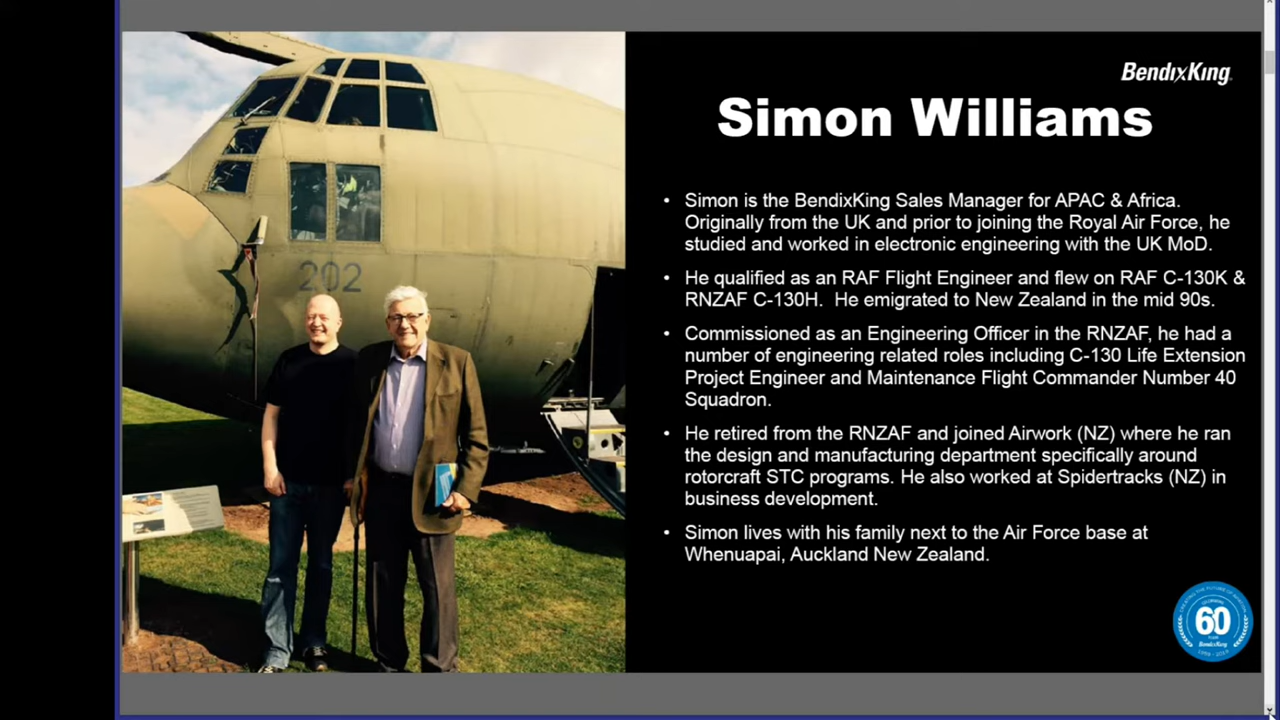 BendixKing
Simon Williams
• Simon is the BendixKing Sales Manager for APAC & Africa.
Originally from the UK and prior to joining the Royal Air Force, he
studied and worked in electronic engineering with the UK MoD.
• He qualified as an RAF Flight Engineer and flew on RAF C-130K &
RNZAF C-130H.  He emigrated to New Zealand in the mid 90s.
• Commissioned as an Engineering Officer in the RNZAF, he had a
number of engineering related roles including C-130 Life Extension
Project Engineer and Maintenance Flight Commander Number 40
Squadron.
• He retired from the RNZAF and joined Airwork (NZ) where he ran
the design and manufacturing department specifically around
rotorcraft STC programs. He also worked at Spidertracks (NZ) in
business development.
• Simon lives with his family next to the Air Force base at
Whenuapai, Auckland New Zealand.
202
60
BendixKing